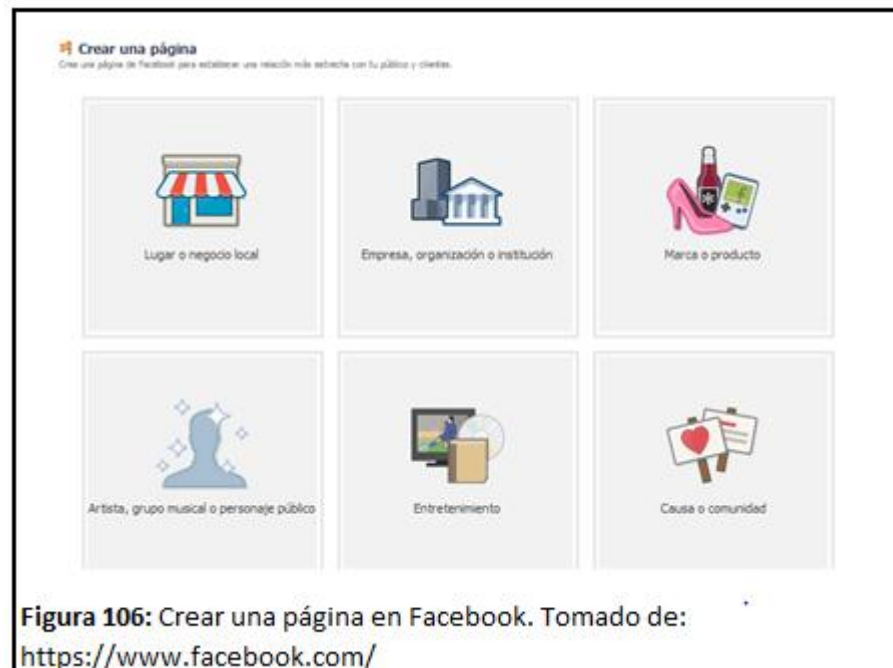 Crear una página
Crea una página de Facebook para establecer una relación más estrecha con tu público y clientes.
Lugar o negocio local
Empresa, organización o institución
Marca o producto
Artista, grupo musical o personaje público
Entretenimiento
Causa o comunidad
Figura 106: Crear una página en Facebook. Tomado de:
https://www.facebook.com/